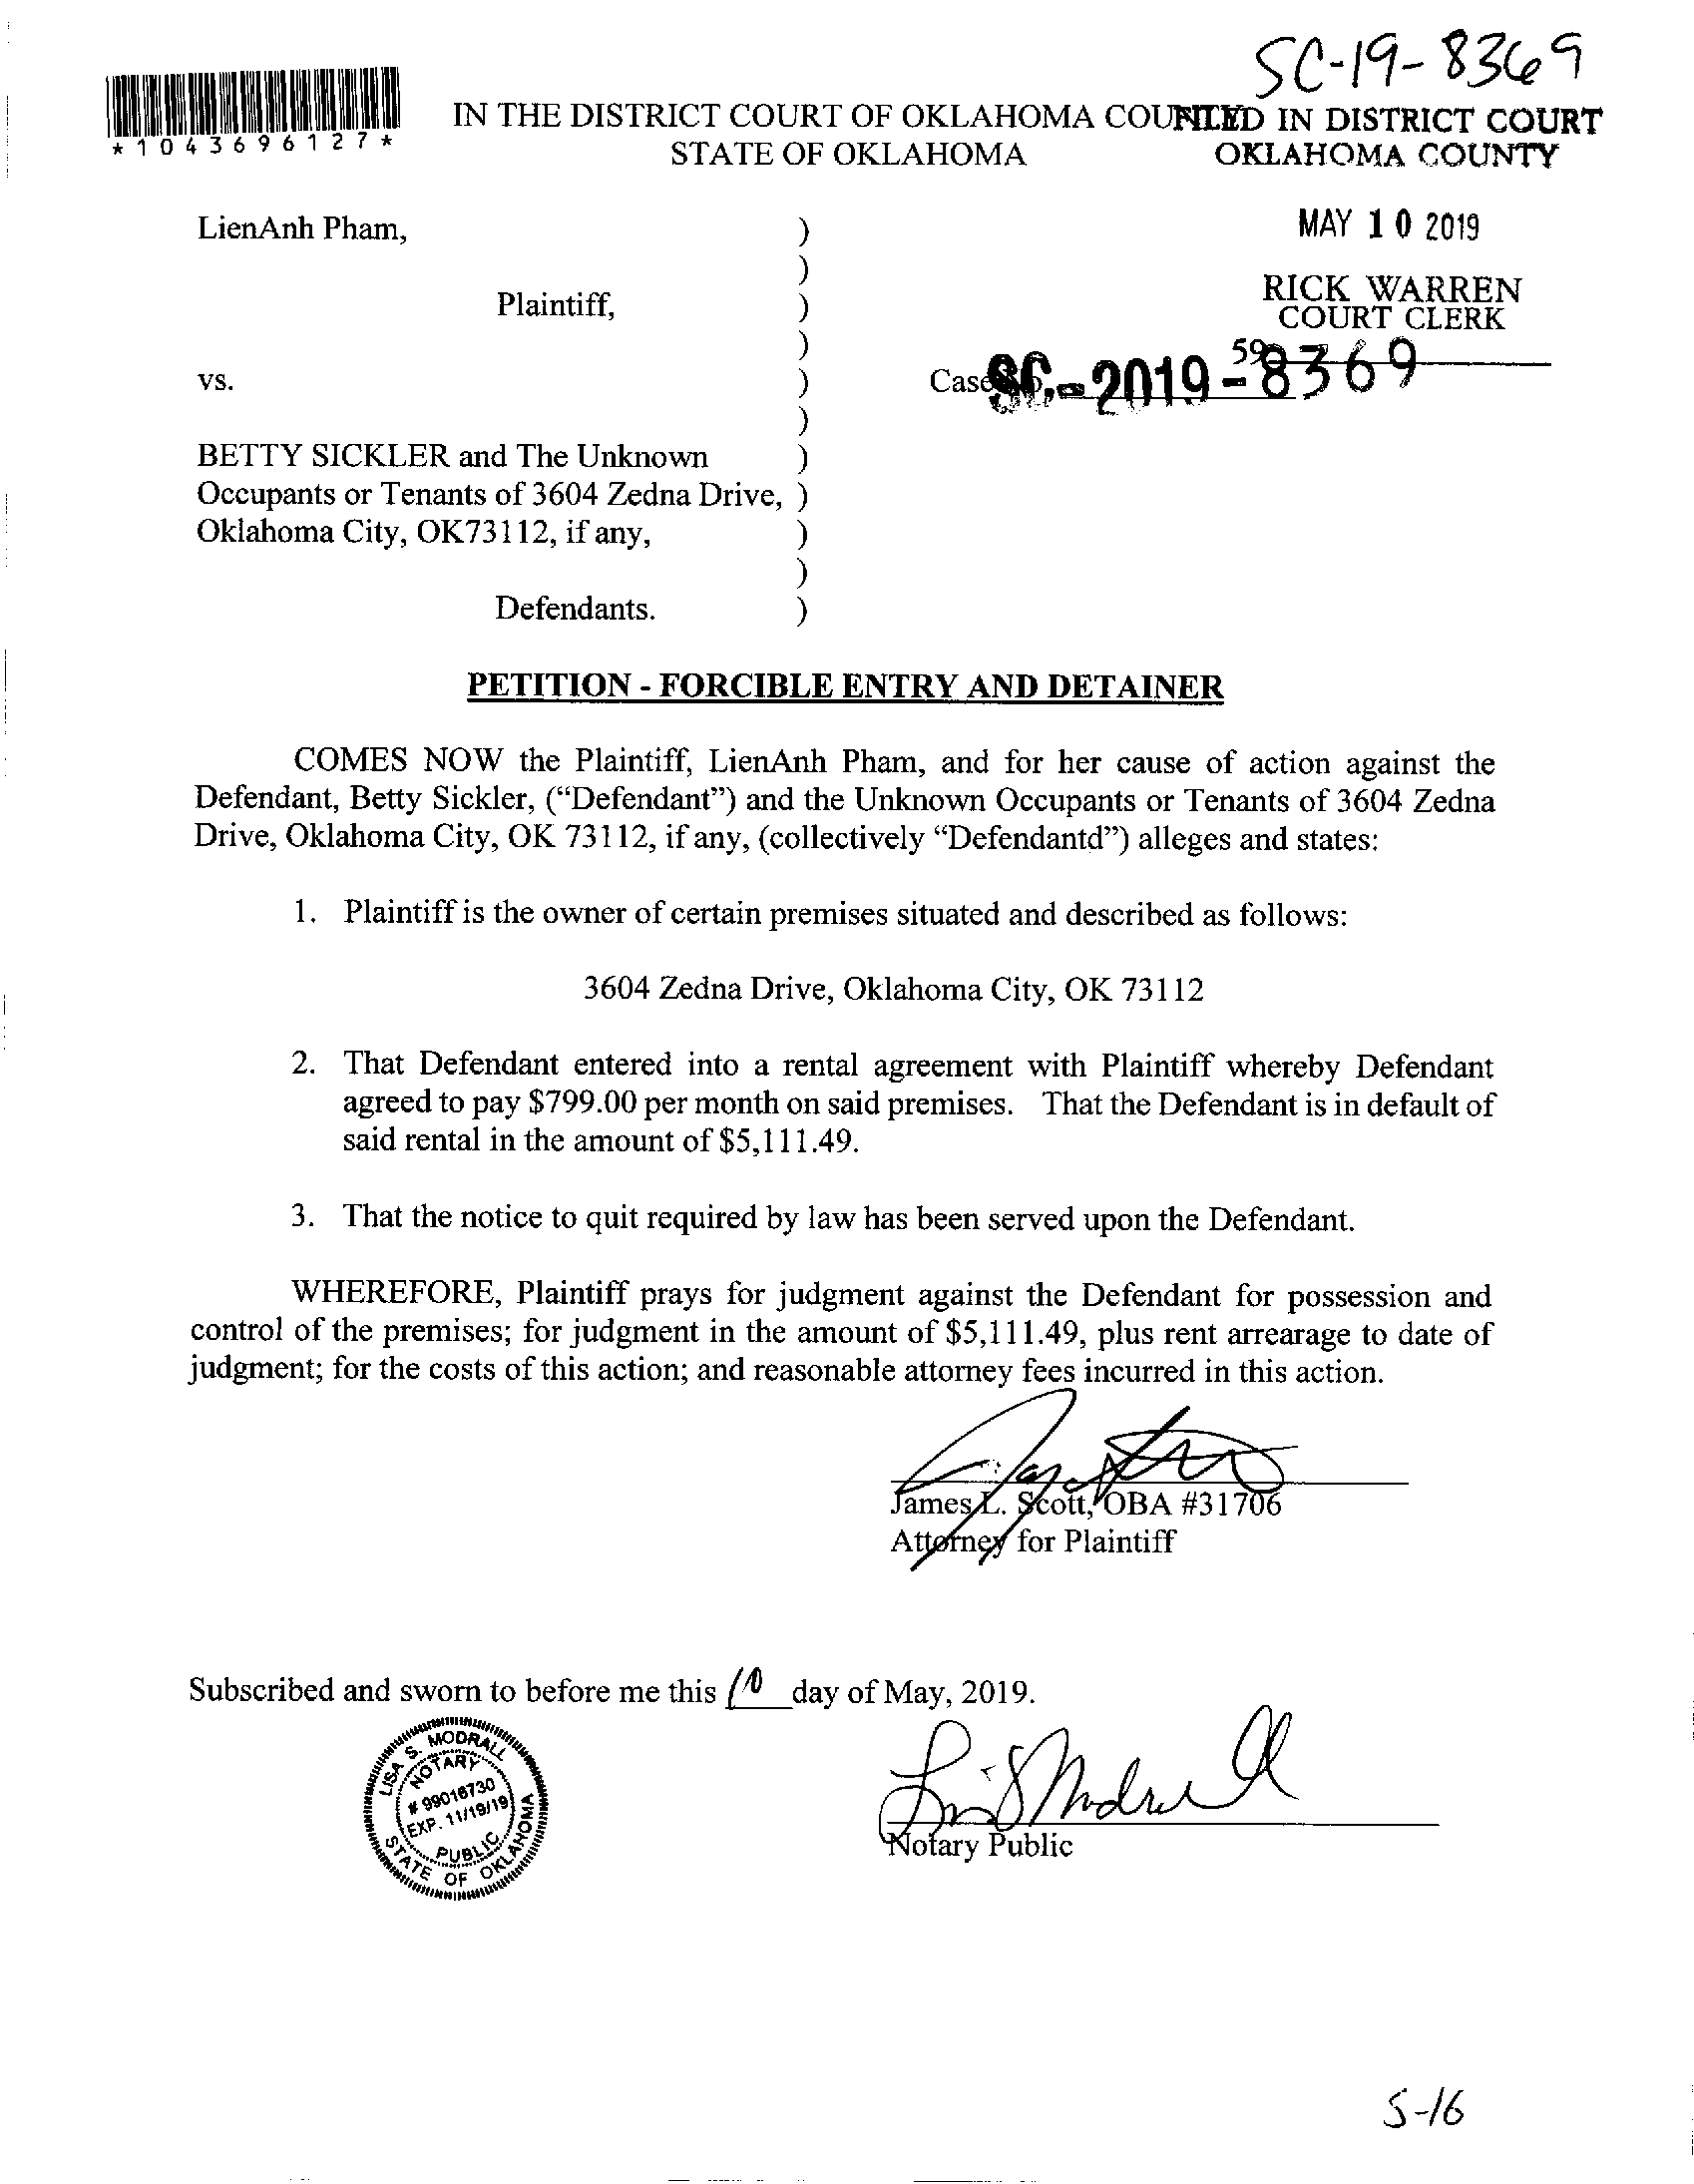 SC-19-8369
*1043696127*
IN THE DISTRICT COURT OF OKLAHOMA COUNTY
STATE OF OKLAHOMA
FILED IN DISTRICT COURT
OKLAHOMA COUNTY
MAY 10 2019
RICK WARREN
COURT CLERK
59
LienAnh Pham, )
)
Plaintiff, )
)
vs. ) Case No.
SC-2019-8369
)
BETTY SICKLER and The Unknown )
Occupants or Tenants of 3604 Zedna Drive, )
Oklahoma City, OK73112, if any, )
)
Defendants. )
PETITION - FORCIBLE ENTRY AND DETAINER
COMES NOW the Plaintiff, LienAnh Pham, and for her cause of action against the
Defendant, Betty Sickler, (“Defendant”) and the Unknown Occupants or Tenants of 3604 Zedna
Drive, Oklahoma City, OK 73112, if any, (collectively “Defendantd”) alleges and states:
1. Plaintiff is the owner of certain premises situated and described as follows:
3604 Zedna Drive, Oklahoma City, OK 73112
2. That Defendant entered into a rental agreement with Plaintiff whereby Defendant
agreed to pay $799.00 per month on said premises. That the Defendant is in default of
said rental in the amount of $5,111.49.
3. That the notice to quit required by law has been served upon the Defendant.
WHEREFORE, Plaintiff prays for judgment against the Defendant for possession and
control of the premises; for judgment in the amount of $5,111.49, plus rent arrearage to date of
judgment; for the costs of this action; and reasonable attorney fees incurred in this action.
James L. Scott, OBA #31706
Attorney for Plaintiff
Subscribed and sworn to before me this 10 day of May, 2019.
LISA S. MODRALL
NOTARY
# 99016730
EXP. 11/19/19
PUBLIC
STATE OF OKLAHOMA
Lisa S Modrall
Notary Public
5-16